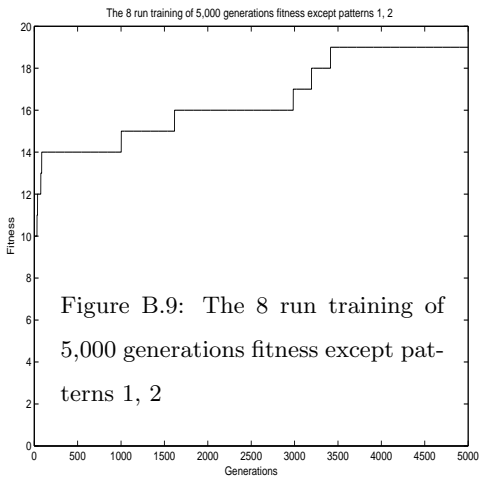 The 8 run training of 5,000 generations fitness except patterns 1, 2
20
18
16
14
12
10
8
6
4
2
0
Fitness
Figure B.9: The 8 run training of
5,000 generations fitness except pat-
terns 1, 2
0 500 1000 1500 2000 2500 3000 3500 4000 4500 5000
Generations